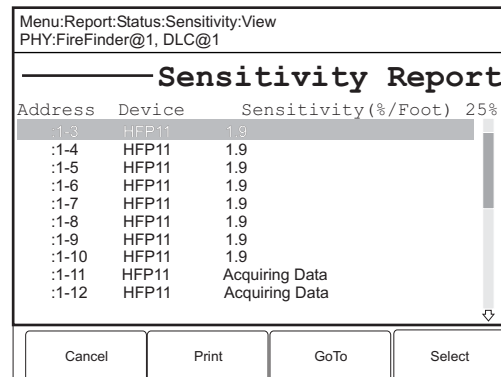 Menu:Report:Status:Sensitivity:View
PHY:FireFinder@1, DLC@1
Sensitivity Report
Address Device Sensitivity(%/Foot) 25%
:1-3 HFP11 1.9
:1-4 HFP11 1.9
:1-5 HFP11 1.9
:1-6 HFP11 1.9
:1-7 HFP11 1.9
:1-8 HFP11 1.9
:1-9 HFP11 1.9
:1-10 HFP11 1.9
:1-11 HFP11 Acquiring Data
:1-12 HFP11 Acquiring Data
Cancel Print GoTo Select